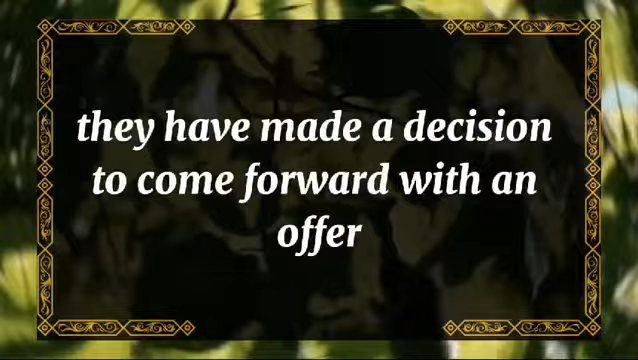 they have made a decision
to come forward with an
offer